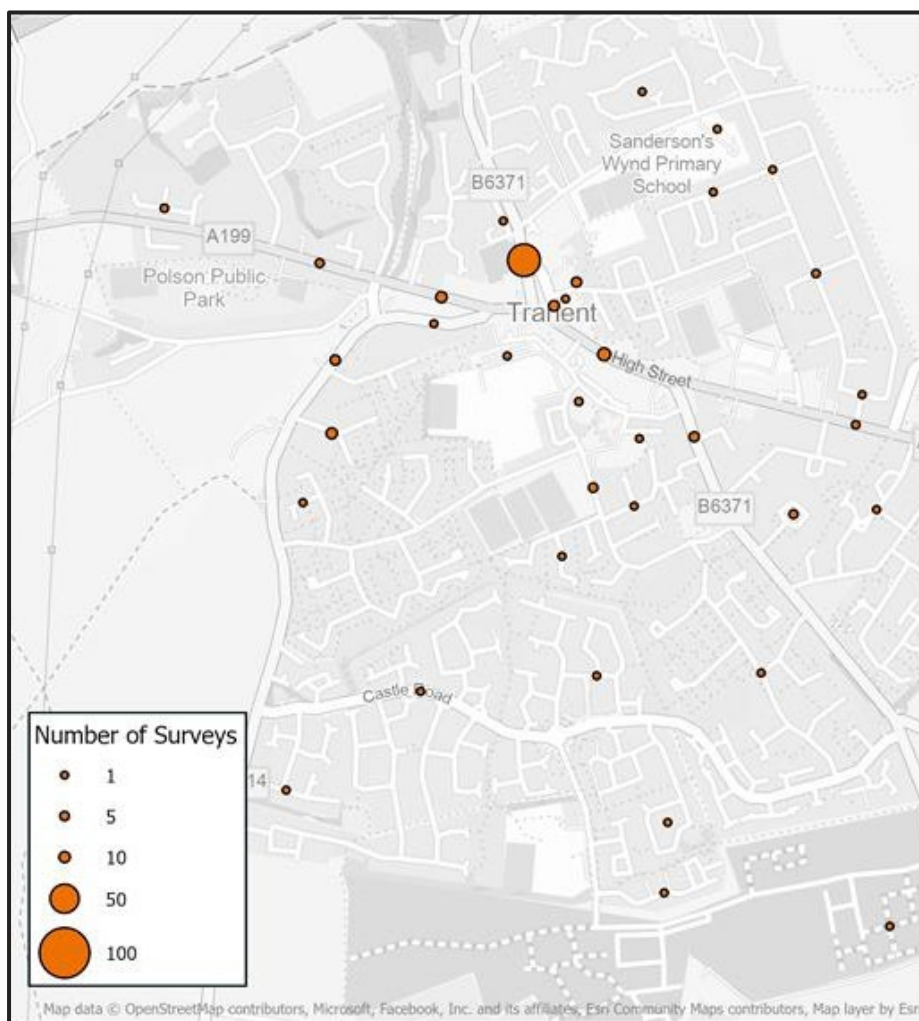 Sanderson's
Wynd Primary
School
B6371
A199
Polson Public
Park
Tranent
High Street
B6371
Castle Road
14
Number of Surveys
1
5
10
50
100
Map data © OpenStreetMap contributors, Microsoft, Facebook, Inc. and its affiliates, Esri Community Maps contributors, Map layer by Esri